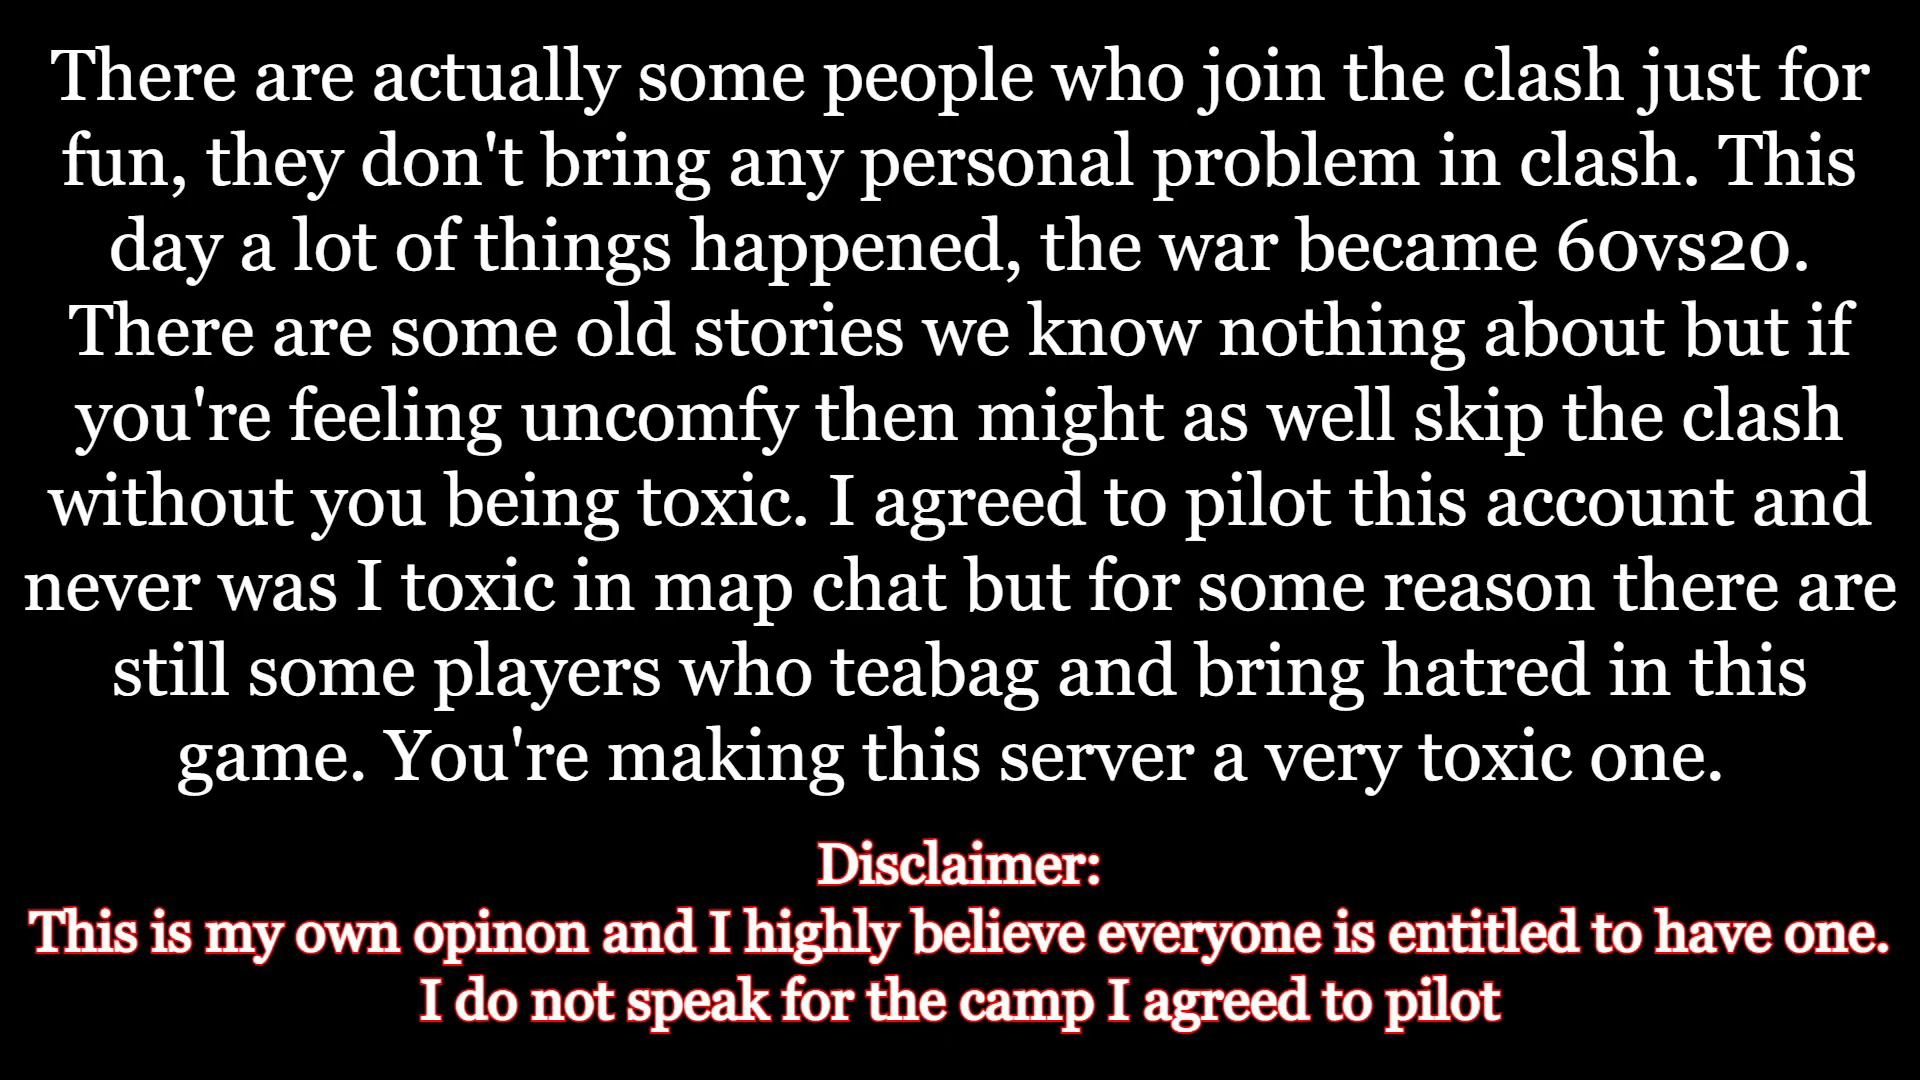 There are actually some people who join the clash just for
fun, they don't bring any personal problem in clash. This
day a lot of things happened, the war became 60vs20.
There are some old stories we know nothing about but if
you're feeling uncomfy then might as well skip the clash
without you being toxic. I agreed to pilot this account and
never was I toxic in map chat but for some reason there are
still some players who teabag and bring hatred in this
game. You're making this server a very toxic one.
Disclaimer:
This is my own opinon and I highly believe everyone is entitled to have one.
I do not speak for the camp I agreed to pilot